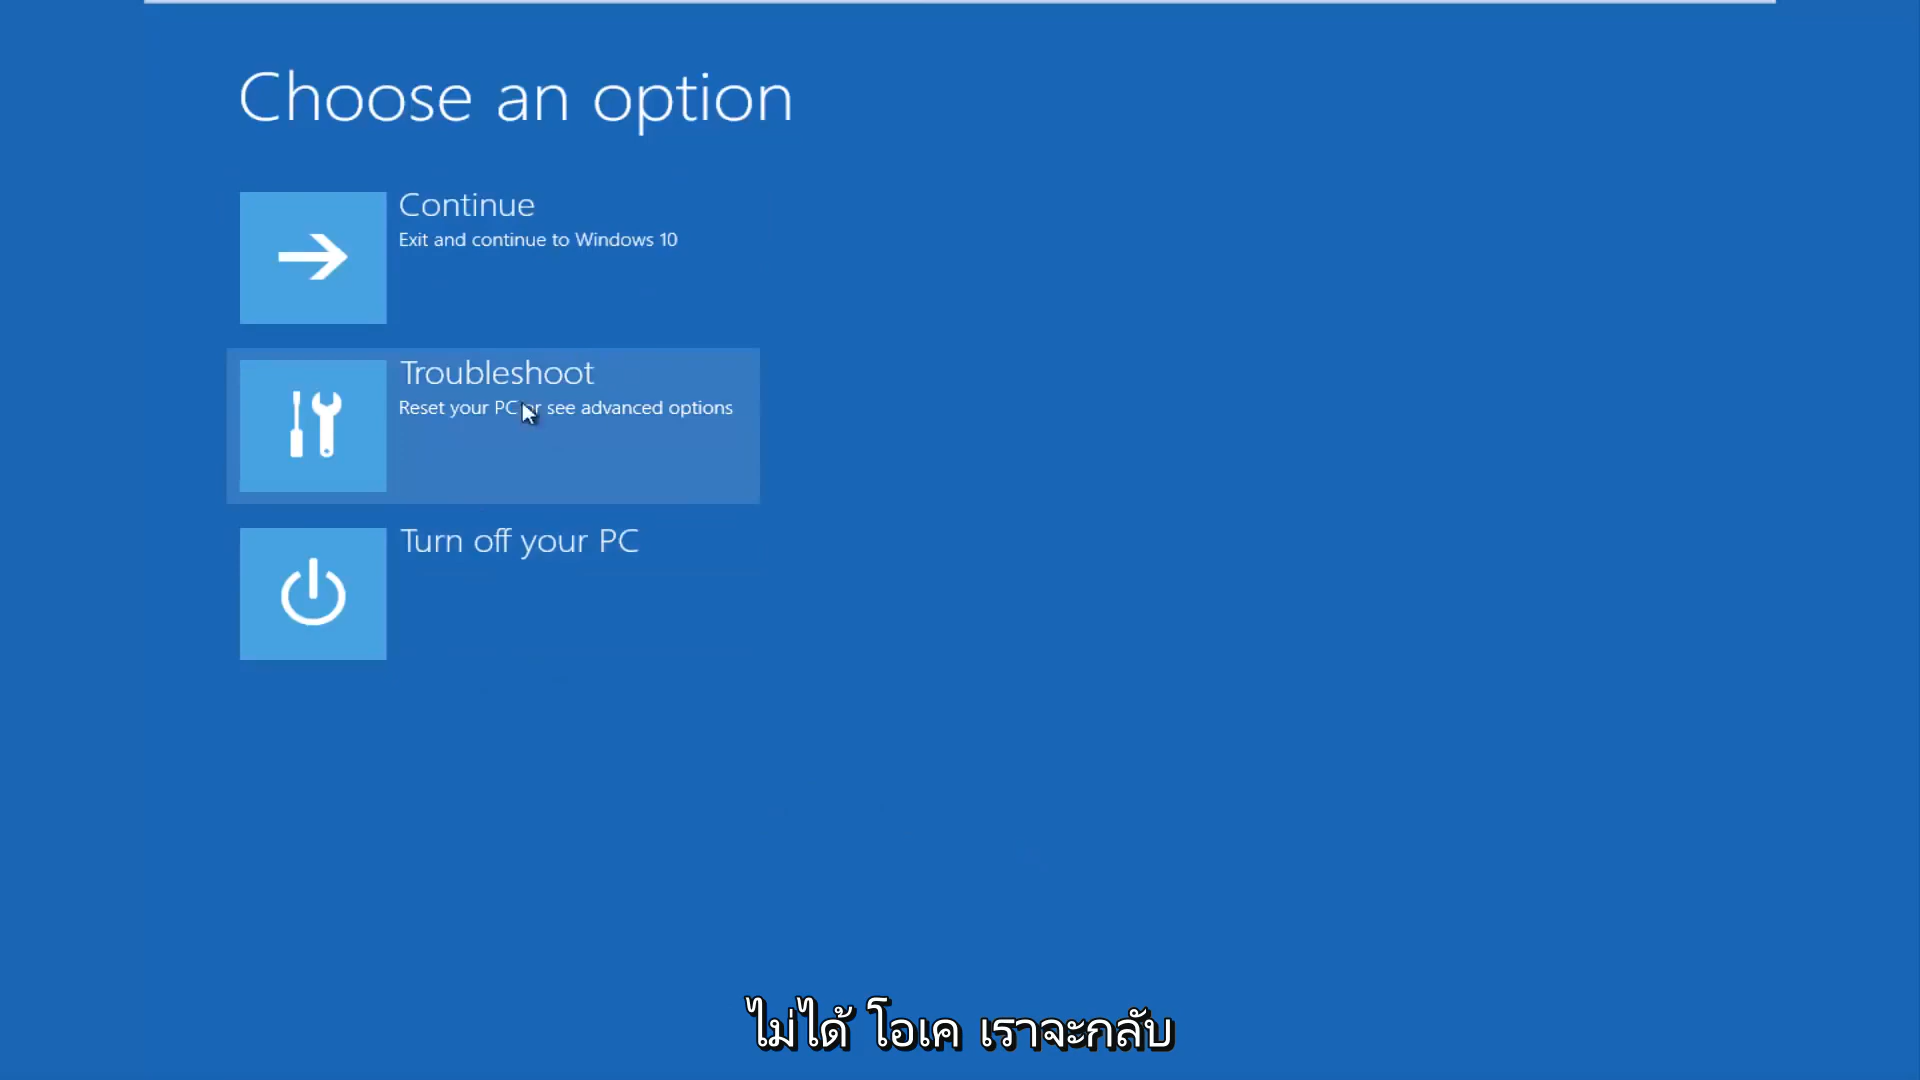 Choose an option
Continue
Exit and continue to Windows 10
Troubleshoot
Reset your PC or see advanced options
Turn off your PC
ไม่ได้ โอเค เราจะกลับ